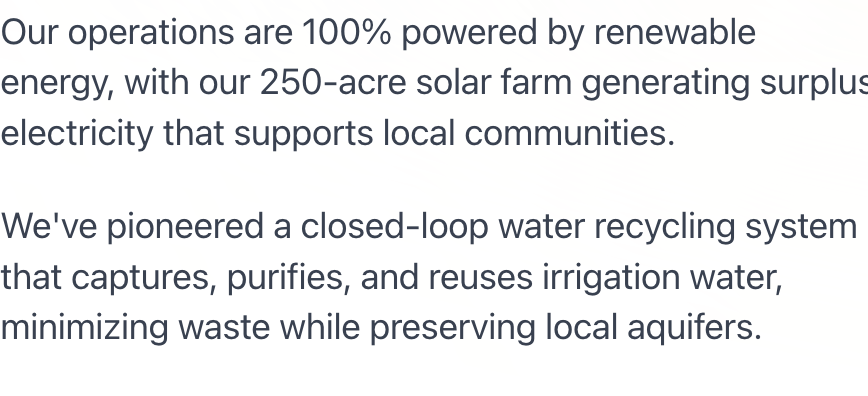 Our operations are 100% powered by renewable
energy, with our 250-acre solar farm generating surplus
electricity that supports local communities.
We've pioneered a closed-loop water recycling system
that captures, purifies, and reuses irrigation water,
minimizing waste while preserving local aquifers.